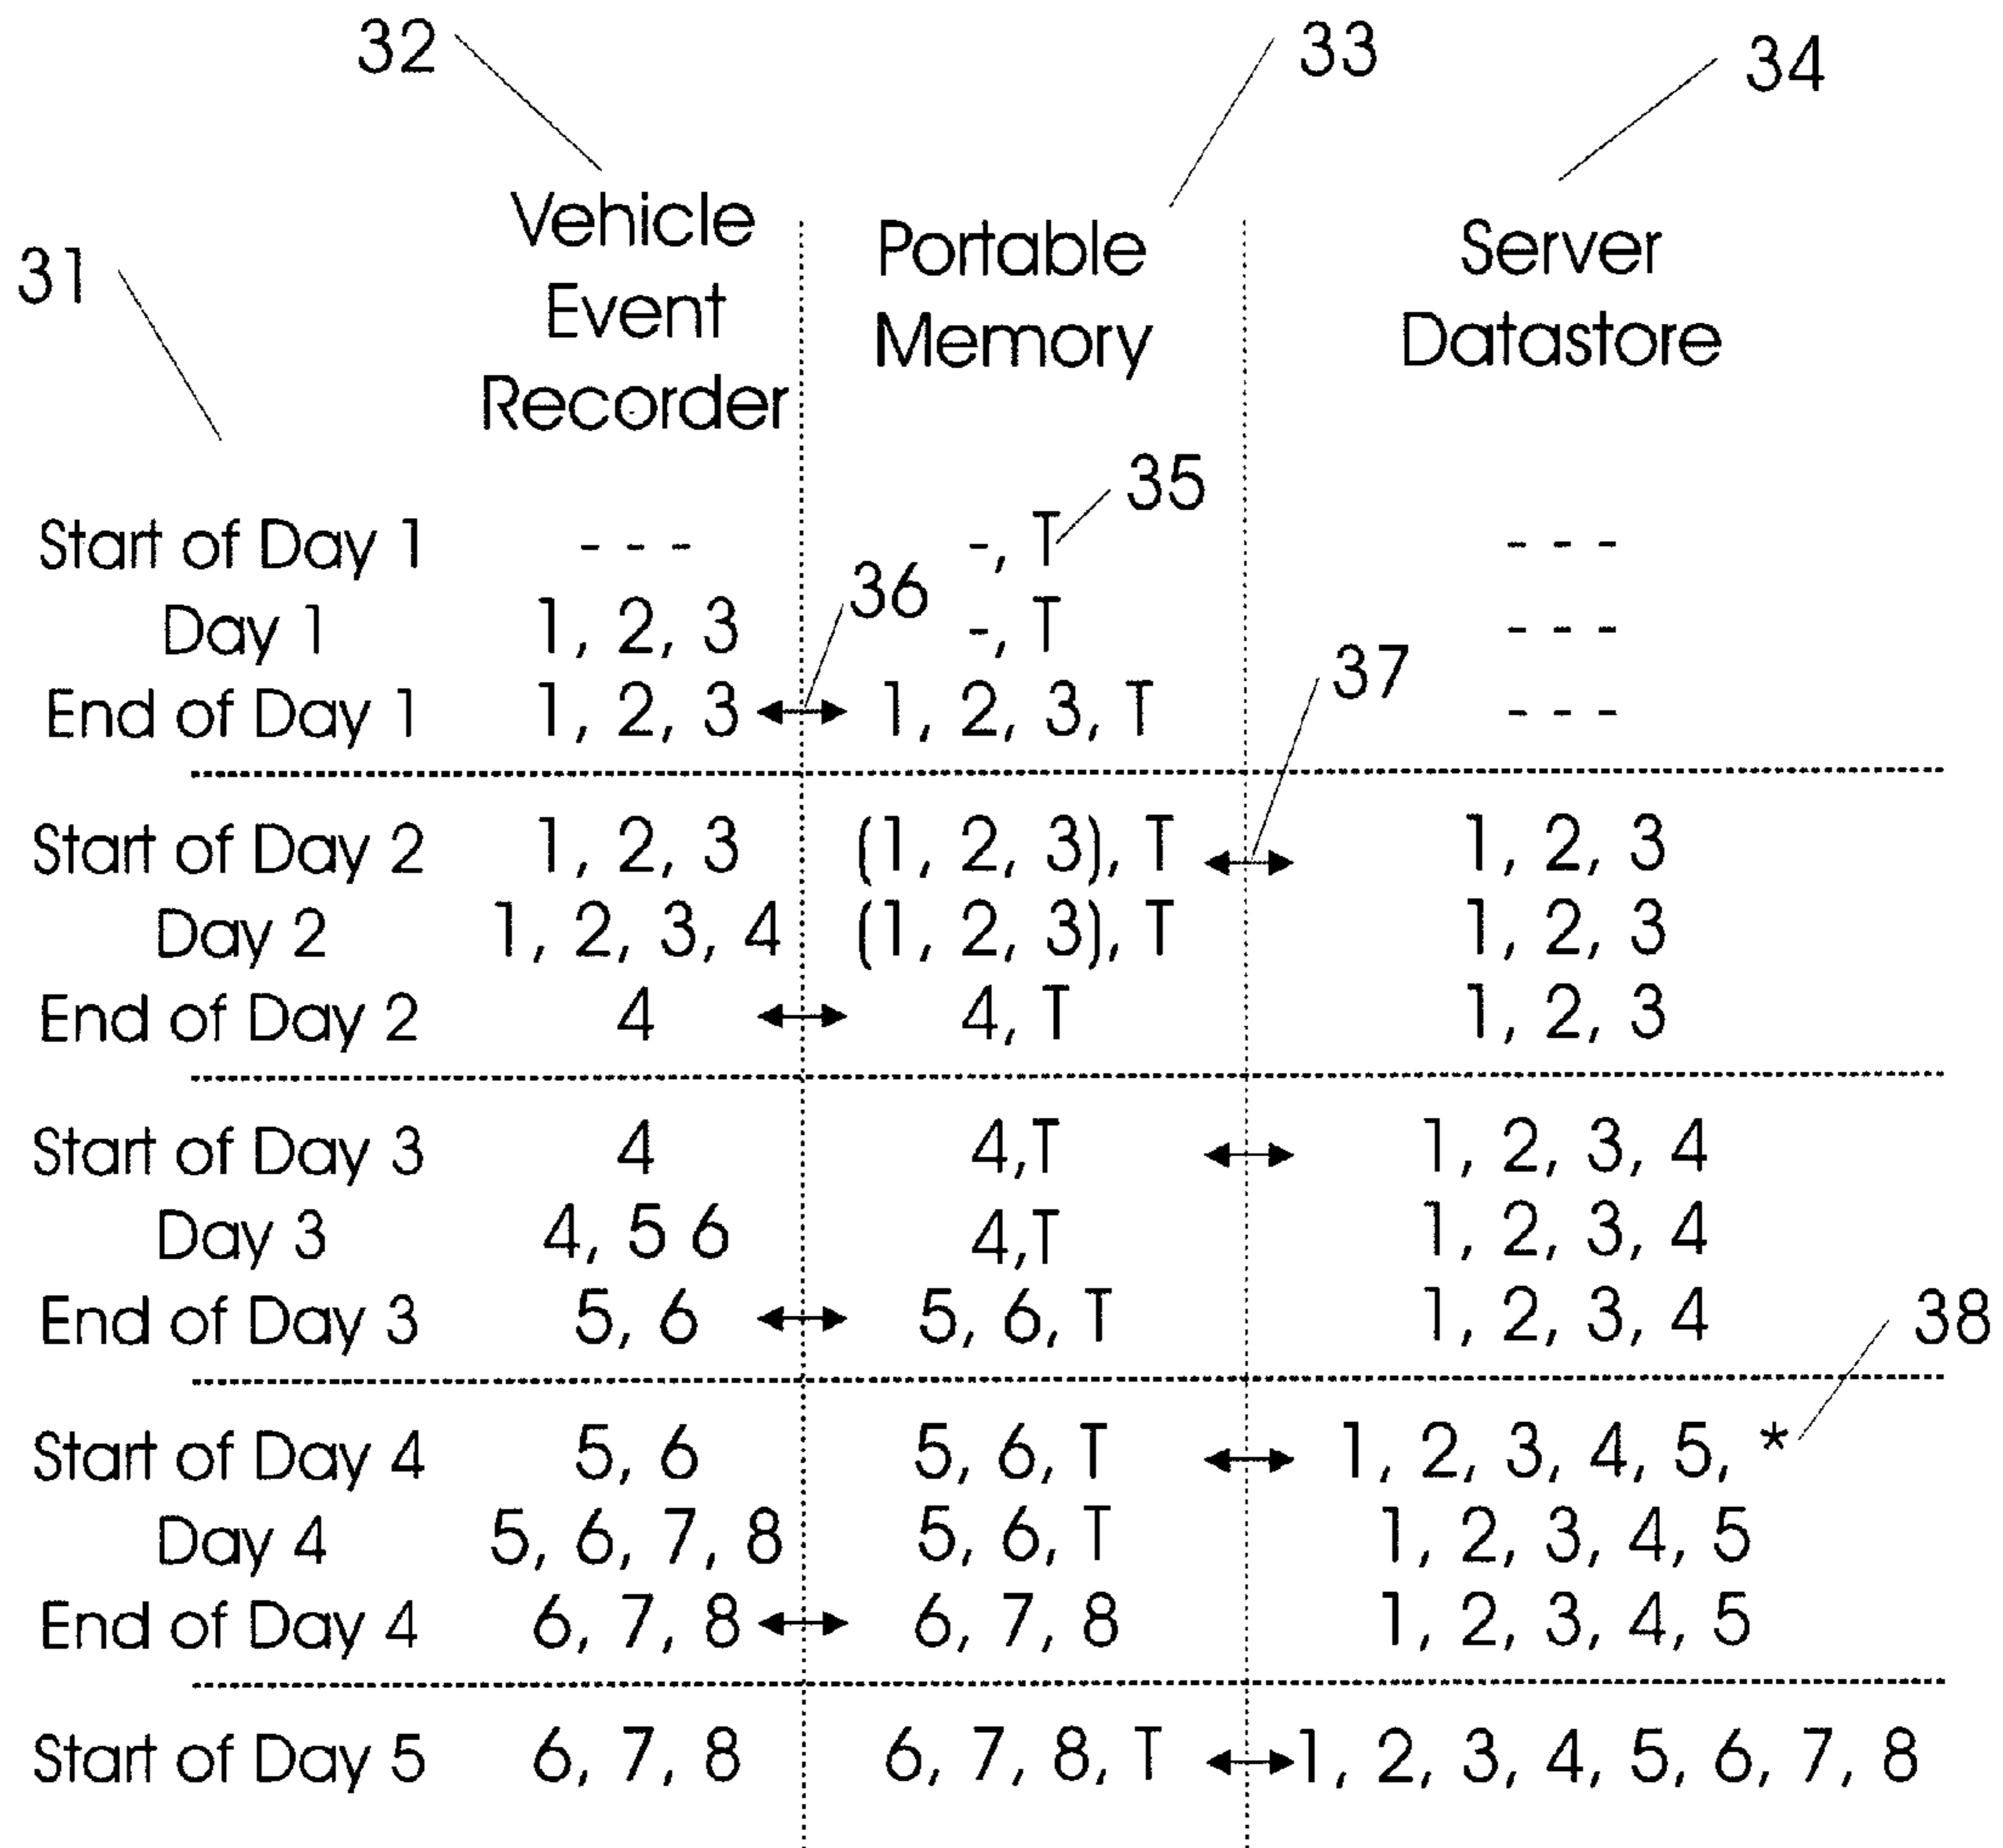 32
33
34
31
Vehicle
Event
Recorder
Portable
Memory
Server
Datastore
35
Start of Day 1 - - - -, T - - -
36
Day 1 1, 2, 3 -, T - - -
37
End of Day 1 1, 2, 3 1, 2, 3, T - - -
Start of Day 2 1, 2, 3 (1, 2, 3), T 1, 2, 3
Day 2 1, 2, 3, 4 (1, 2, 3), T 1, 2, 3
End of Day 2 4 4, T 1, 2, 3
Start of Day 3 4 4,T 1, 2, 3, 4
Day 3 4, 5 6 4,T 1, 2, 3, 4
End of Day 3 5, 6 5, 6, T 1, 2, 3, 4
38
Start of Day 4 5, 6 5, 6, T 1, 2, 3, 4, 5, *
Day 4 5, 6, 7, 8 5, 6, T 1, 2, 3, 4, 5
End of Day 4 6, 7, 8 6, 7, 8 1, 2, 3, 4, 5
Start of Day 5 6, 7, 8 6, 7, 8, T 1, 2, 3, 4, 5, 6, 7, 8